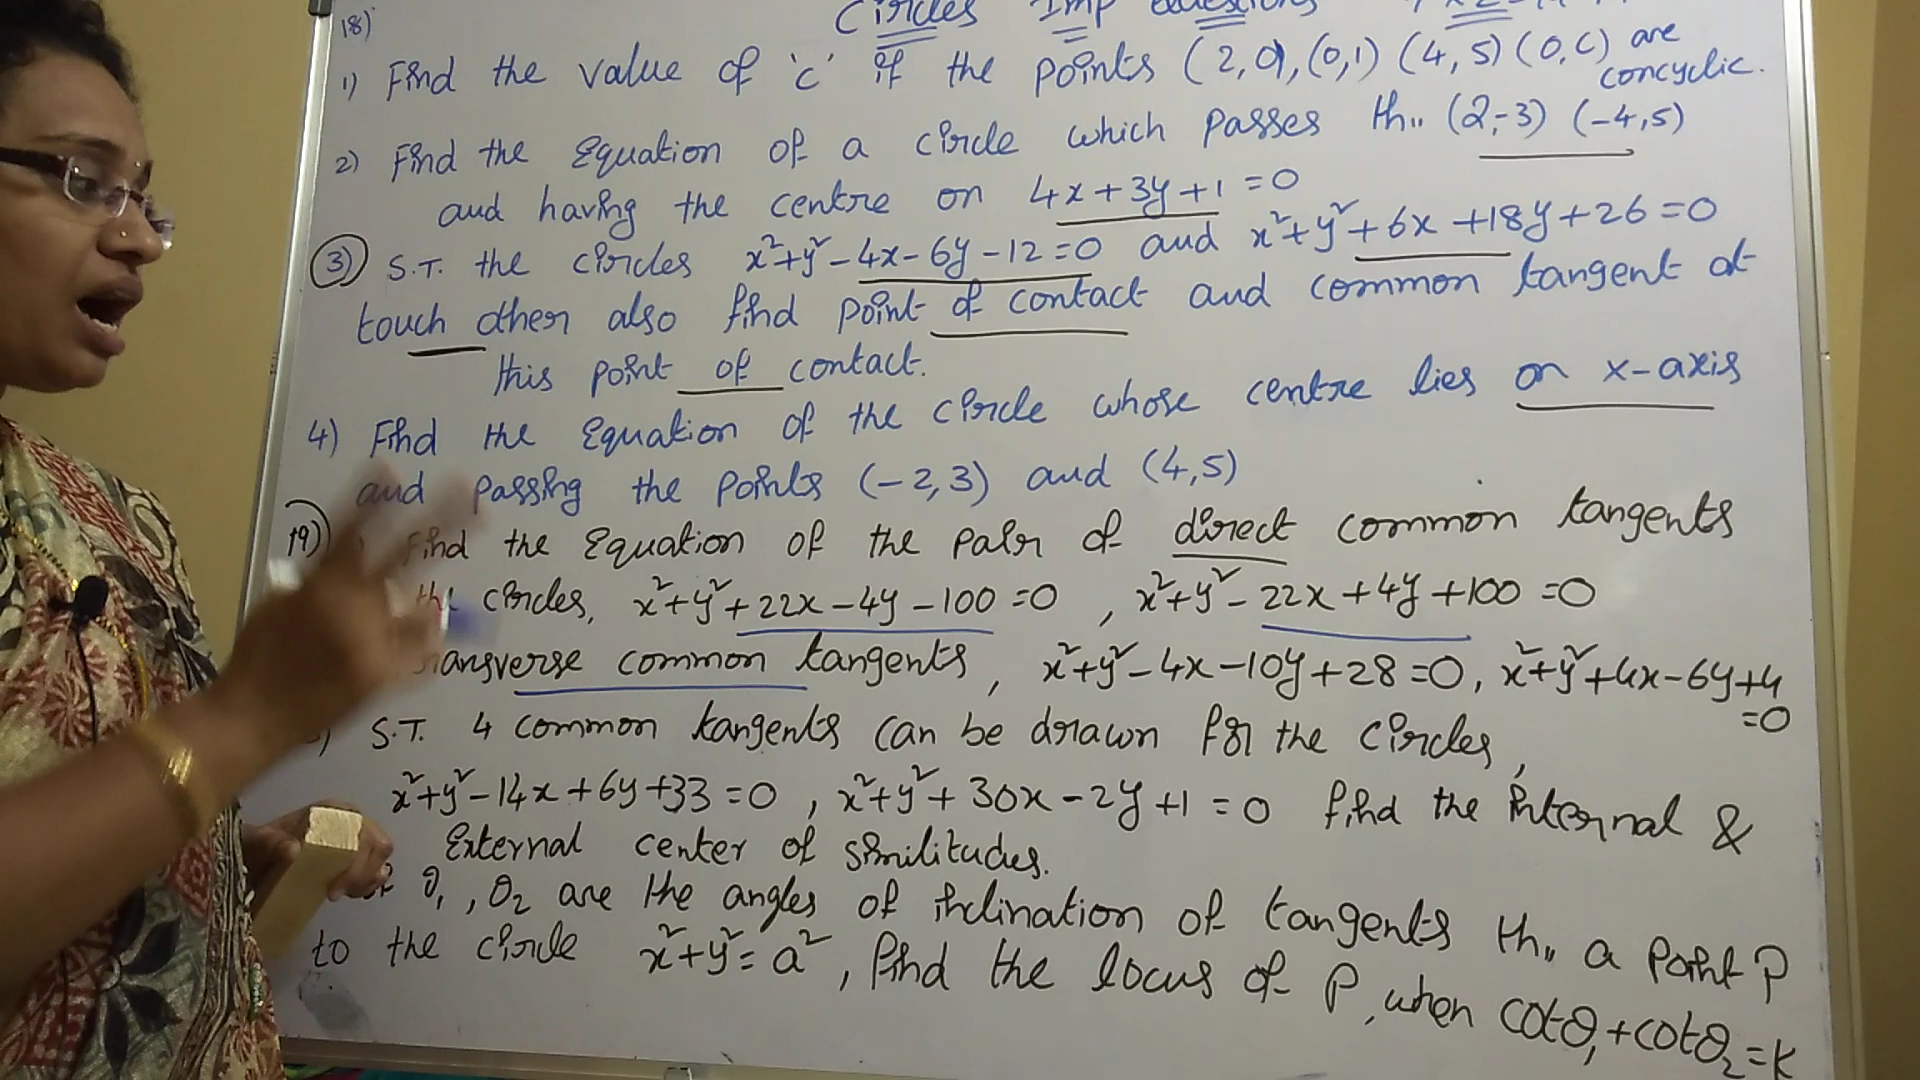 18) Circles Imp Questions
1) Find the value of 'c' if the points (2,0), (0,1) (4,5) (0,c) are concyclic.
2) Find the Equation of a circle which passes th.. (2,-3) (-4,5)
and having the centre on 4x+3y+1=0
3) S.T. the circles x²+y²-4x-6y-12=0 and x²+y²+6x+18y+26=0
touch other also find point of contact and common tangent at
this point of contact.
4) Find the Equation of the circle whose centre lies on x-axis
and passing the points (-2,3) and (4,5)
19) Find the Equation of the pair of direct common tangents
the circles, x²+y²+22x-4y-100=0, x²+y²-22x+4y+100=0
ransverse common tangents, x²+y²-4x-10y+28=0, x²+y²+4x-6y+4=0
S.T. 4 common tangents can be drawn for the circles,
x²+y²-14x+6y+33=0, x²+y²+30x-2y+1=0 find the internal &
External center of similitudes.
θ₁, θ₂ are the angles of inclination of tangents th.. a point P
to the circle x²+y²=a², find the locus of P, when cotθ₁+cotθ₂=k